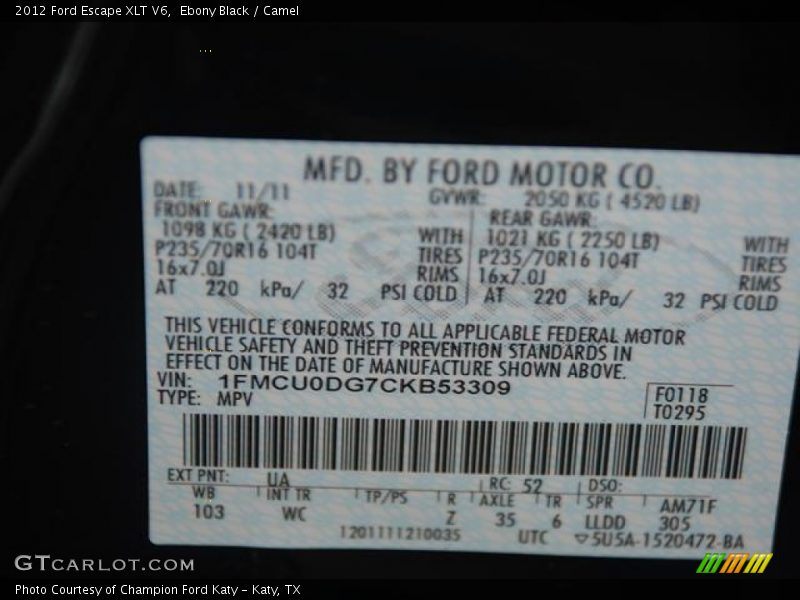 2012 Ford Escape XLT V6,  Ebony Black / Camel
MFD. BY FORD MOTOR CO.
DATE: 11/11 GVWR: 2050 KG ( 4520 LB)
FRONT GAWR: REAR GAWR:
1098 KG ( 2420 LB) WITH 1021 KG ( 2250 LB) WITH
P235/70R16 104T TIRES P235/70R16 104T TIRES
16x7.0J RIMS 16x7.0J RIMS
AT 220 kPa/ 32 PSI COLD AT 220 kPa/ 32 PSI COLD
THIS VEHICLE CONFORMS TO ALL APPLICABLE FEDERAL MOTOR
VEHICLE SAFETY AND THEFT PREVENTION STANDARDS IN
EFFECT ON THE DATE OF MANUFACTURE SHOWN ABOVE.
VIN: 1FMCU0DG7CKB53309 F0118
TYPE: MPV T0295
EXT PNT: UA RC: 52 DSO:
WB INT TR TP/PS R AXLE TR SPR AM71F
103 WC Z 35 6 LLDD 305
1201111210035 UTC ▽5U5A-1520472-BA
GTCARLOT.COM
Photo Courtesy of Champion Ford Katy – Katy, TX